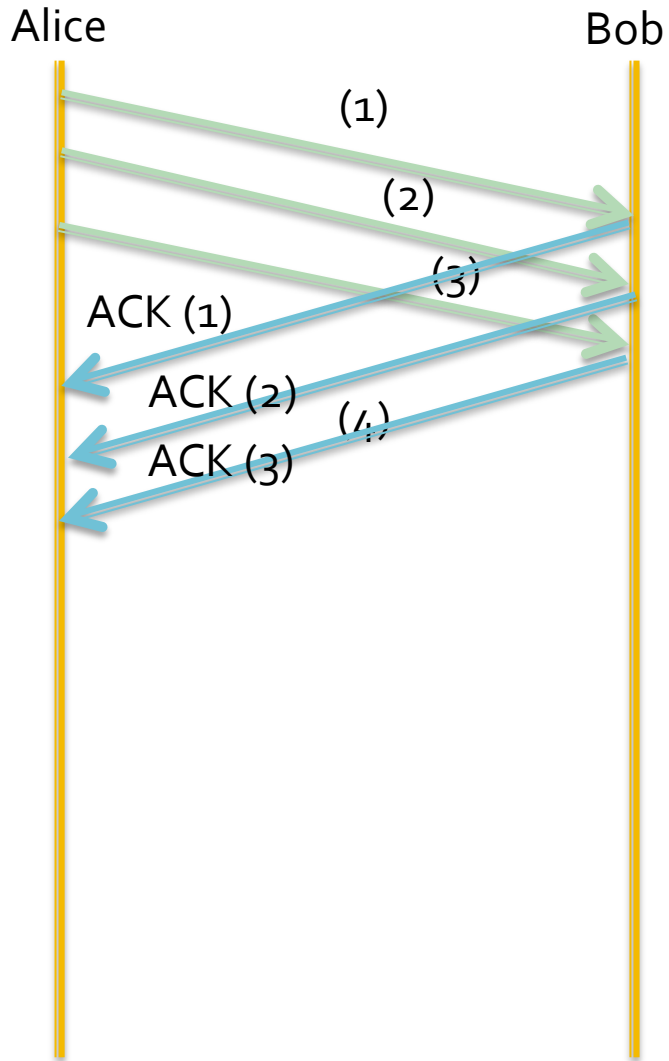 Alice
Bob
(1)
(2)
(3)
ACK (1)
ACK (2)
(4)
ACK (3)